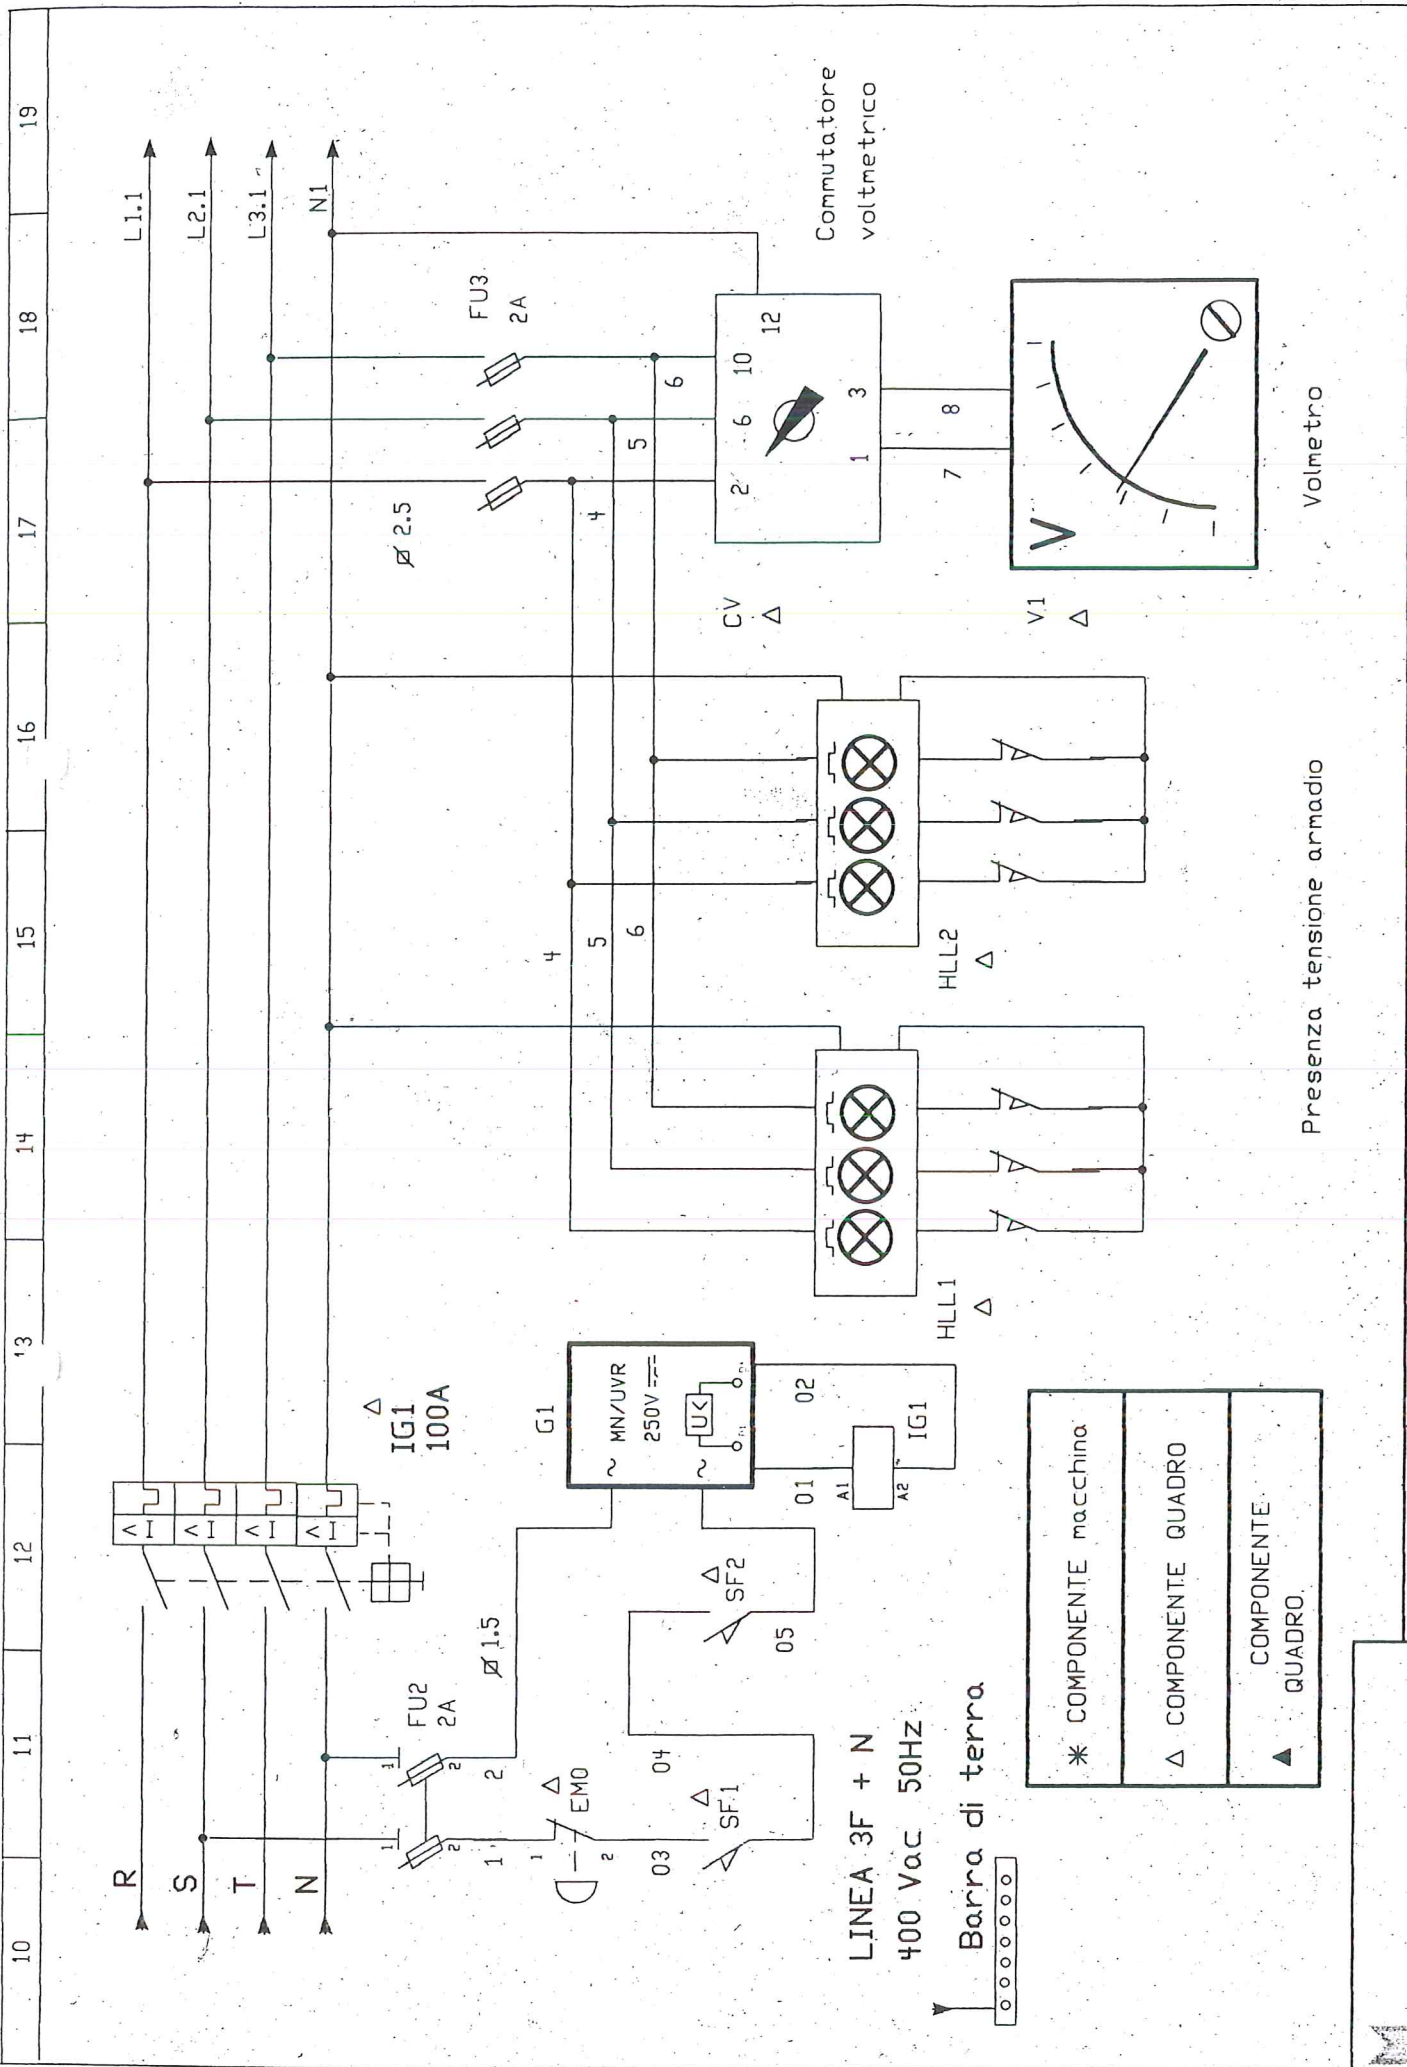 10 11 12 13 14 15 16 17 18 19
R
S
T
N
L1.1
L2.1
L3.1
N1
I
I
I
I
IG1
100A
FU2
2A
1
1
2
2
1
2
Ø 1.5
EM0
1
2
03
SF1
04
SF2
05
G1
MN/UVR
250V
U<
~
~
01
02
A1
A2
IG1
4
5
6
Ø 2.5
FU3
2A
4
5
6
HLL1
HLL2
Presenza tensione armadio
CV
2 6 10 12
1 3
7 8
Commutatore
voltmetrico
V1
V
Volmetro
LINEA 3F + N
400 Vac 50Hz
Barra di terra
COMPONENTE macchina
COMPONENTE QUADRO
COMPONENTE
QUADRO